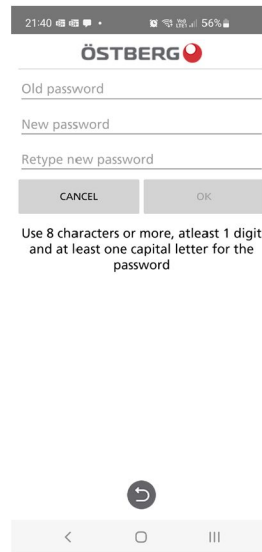 21:40
56%
ÖSTBERG
Old password
New password
Retype new password
CANCEL
OK
Use 8 characters or more, atleast 1 digit
and at least one capital letter for the
password